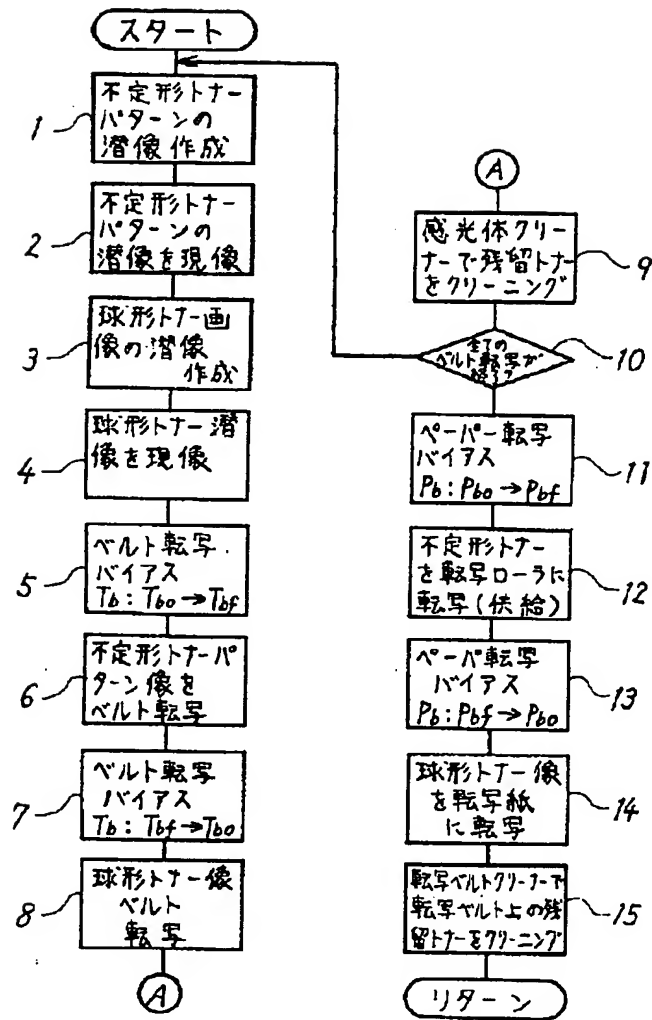 スタート
1
不定形トナー
パターンの
潜像作成
2
不定形トナー
パターンの
潜像を現像
3
球形トナー画
像の潜像
作成
4
球形トナー潜
像を現像
5
ベルト転写
バイアス
Tb: Tbo→Tbf
6
不定形トナーパ
ターン像を
ベルト転写
7
ベルト転写
バイアス
Tb: Tbf→Tbo
8
球形トナー像
ベルト
転写
A
A
感光体クリー
ナーで残留トナー
をクリーニング
9
全ての
ベルト転写が
終了?
10
ペーパー転写
バイアス
Pb: Pbo→Pbf
11
不定形トナー
を転写ローラに
転写(供給)
12
ペーパ転写
バイアス
Pb: Pbf→Pbo
13
球形トナー像
を転写紙
に転写
14
転写ベルトクリーナーで
転写ベルト上の残
留トナーをクリーニング
15
リターン